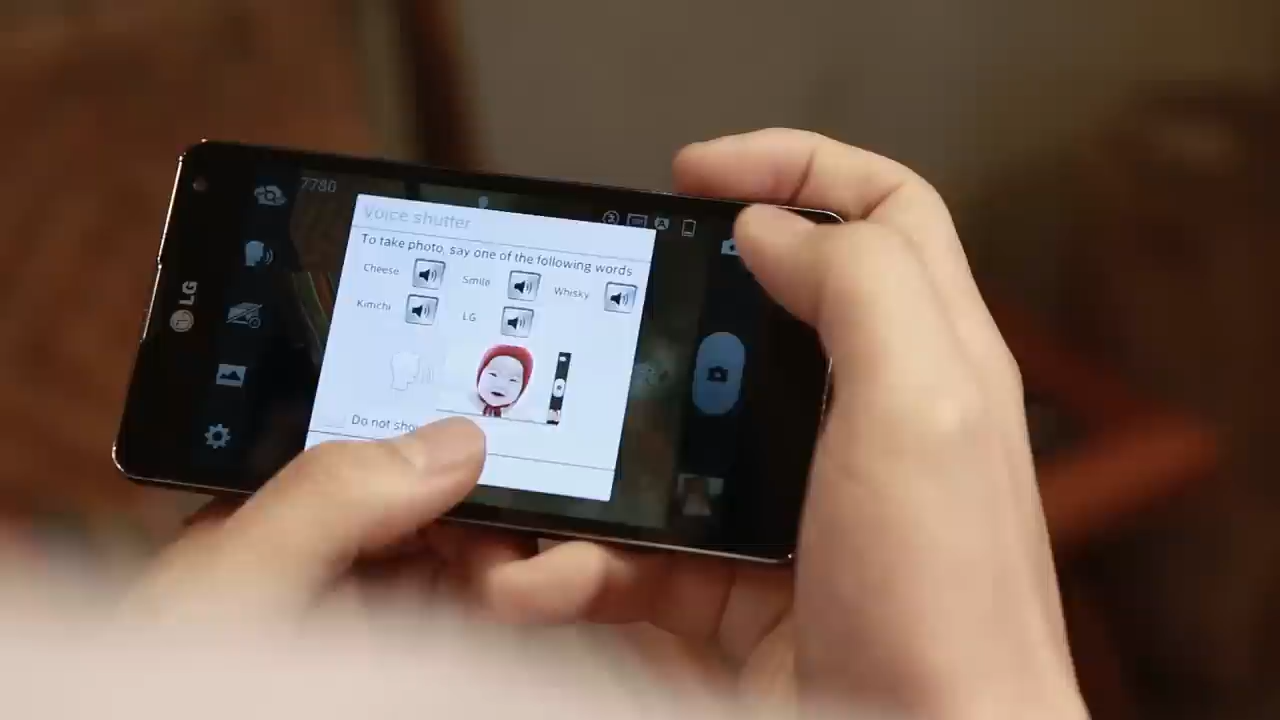 7780
Voice shutter
To take photo, say one of the following words
Cheese Smile Whisky
Kimchi LG
Do not
LG